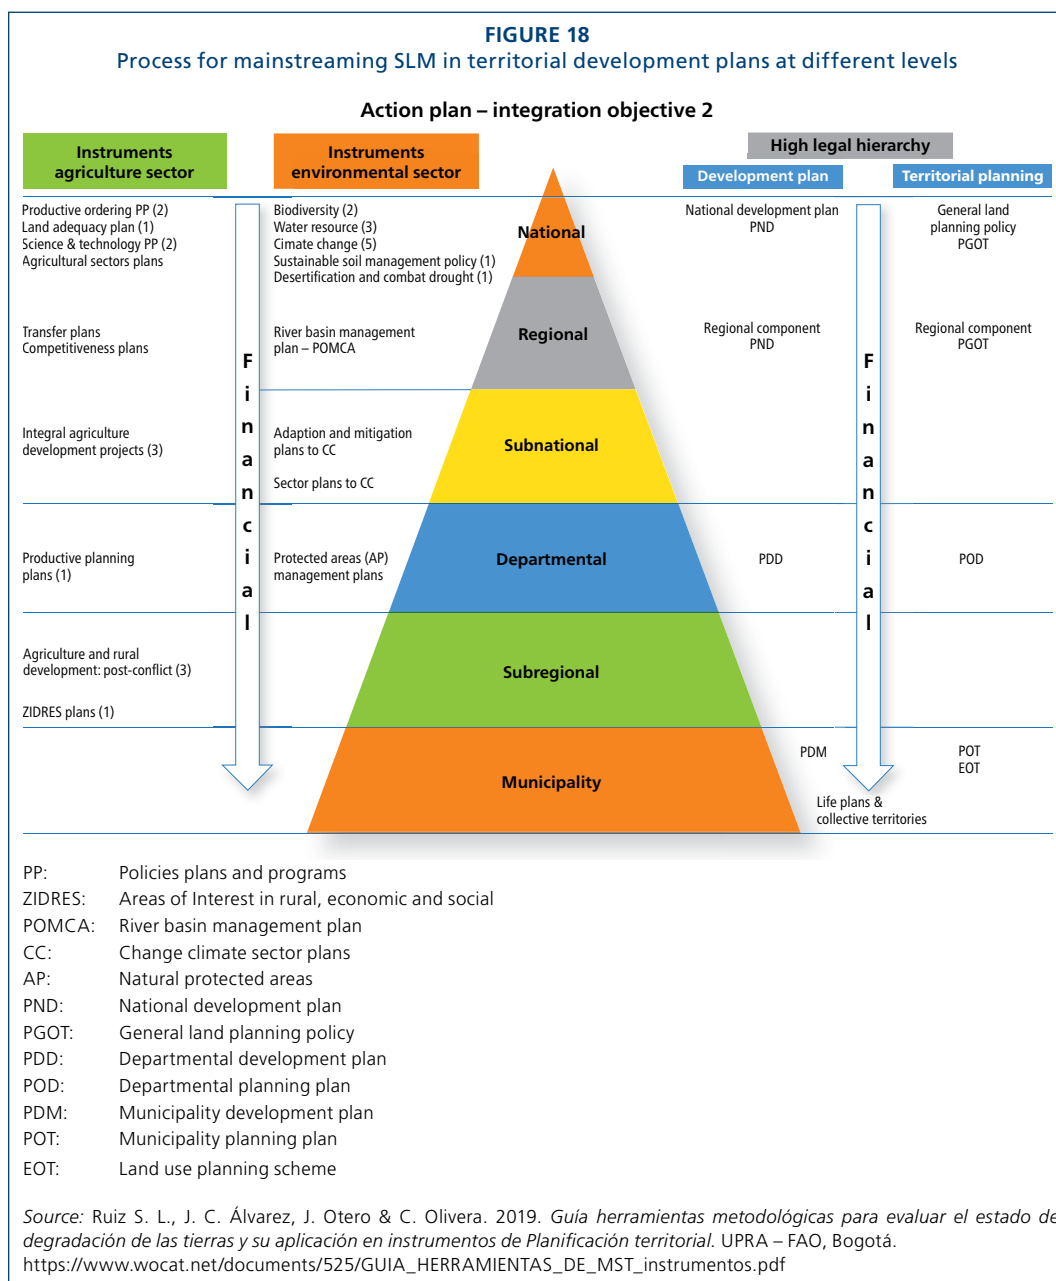 FIGURE 18
Process for mainstreaming SLM in territorial development plans at different levels
Action plan – integration objective 2
Instruments
agriculture sector
Instruments
environmental sector
High legal hierarchy
Development plan
Territorial planning
Productive ordering PP (2)
Land adequacy plan (1)
Science & technology PP (2)
Agricultural sectors plans
Biodiversity (2)
Water resource (3)
Cimate change (5)
Sustainable soil management policy (1)
Desertification and combat drought (1)
National
National development plan
PND
General land
planning policy
PGOT
Transfer plans
Competitiveness plans
River basin management
plan – POMCA
Regional
Regional component
PND
Regional component
PGOT
Financial
Financial
Integral agriculture
development projects (3)
Adaption and mitigation
plans to CC
Sector plans to CC
Subnational
Productive planning
plans (1)
Protected areas (AP)
management plans
Departmental
PDD
POD
Agriculture and rural
development: post-conflict (3)
ZIDRES plans (1)
Subregional
Municipality
PDM
POT
EOT
Life plans &
collective territories
PP: Policies plans and programs
ZIDRES: Areas of Interest in rural, economic and social
POMCA: River basin management plan
CC: Change climate sector plans
AP: Natural protected areas
PND: National development plan
PGOT: General land planning policy
PDD: Departmental development plan
POD: Departmental planning plan
PDM: Municipality development plan
POT: Municipality planning plan
EOT: Land use planning scheme
Source: Ruiz S. L., J. C. Álvarez, J. Otero & C. Olivera. 2019. Guía herramientas metodológicas para evaluar el estado de
degradación de las tierras y su aplicación en instrumentos de Planificación territorial. UPRA – FAO, Bogotá.
https://www.wocat.net/documents/525/GUIA_HERRAMIENTAS_DE_MST_instrumentos.pdf